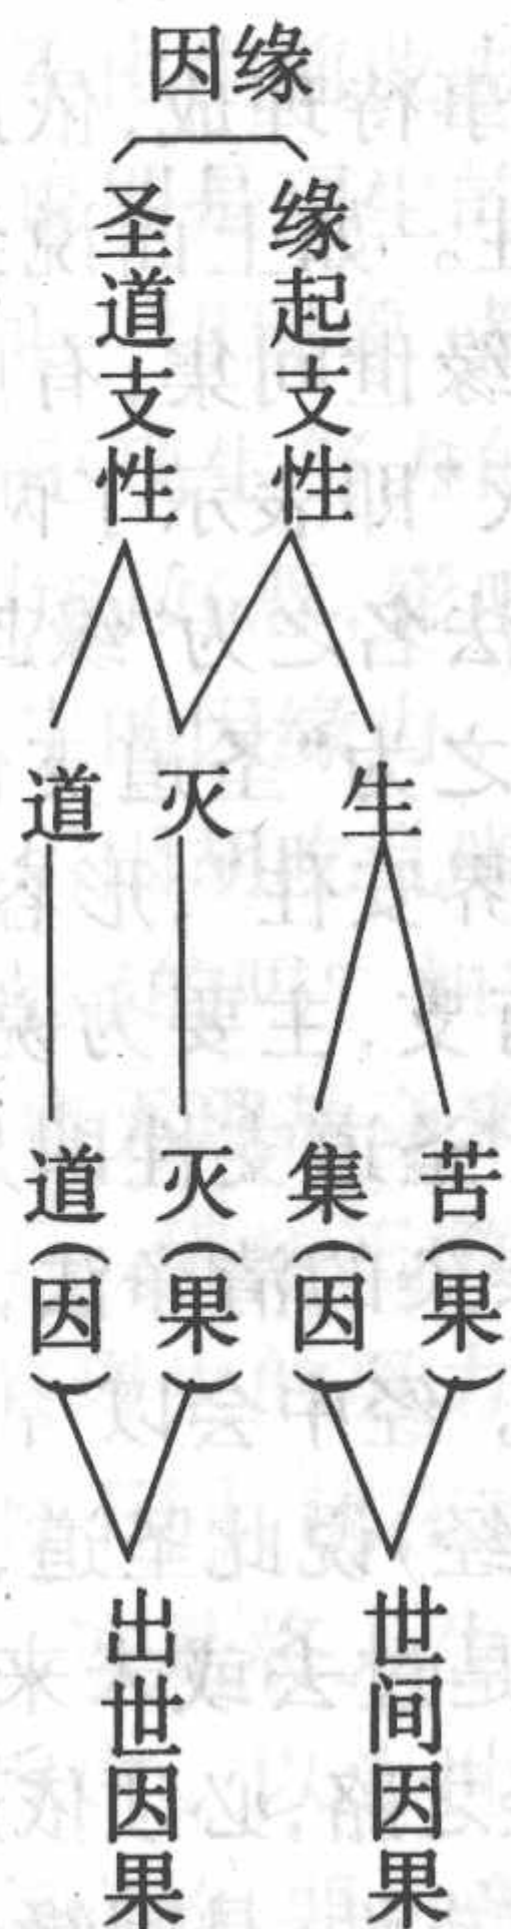 因缘
缘起支性
圣道支性
生
灭
道
苦(果)
集(因)
灭(果)
道(因)
世间因果
出世因果